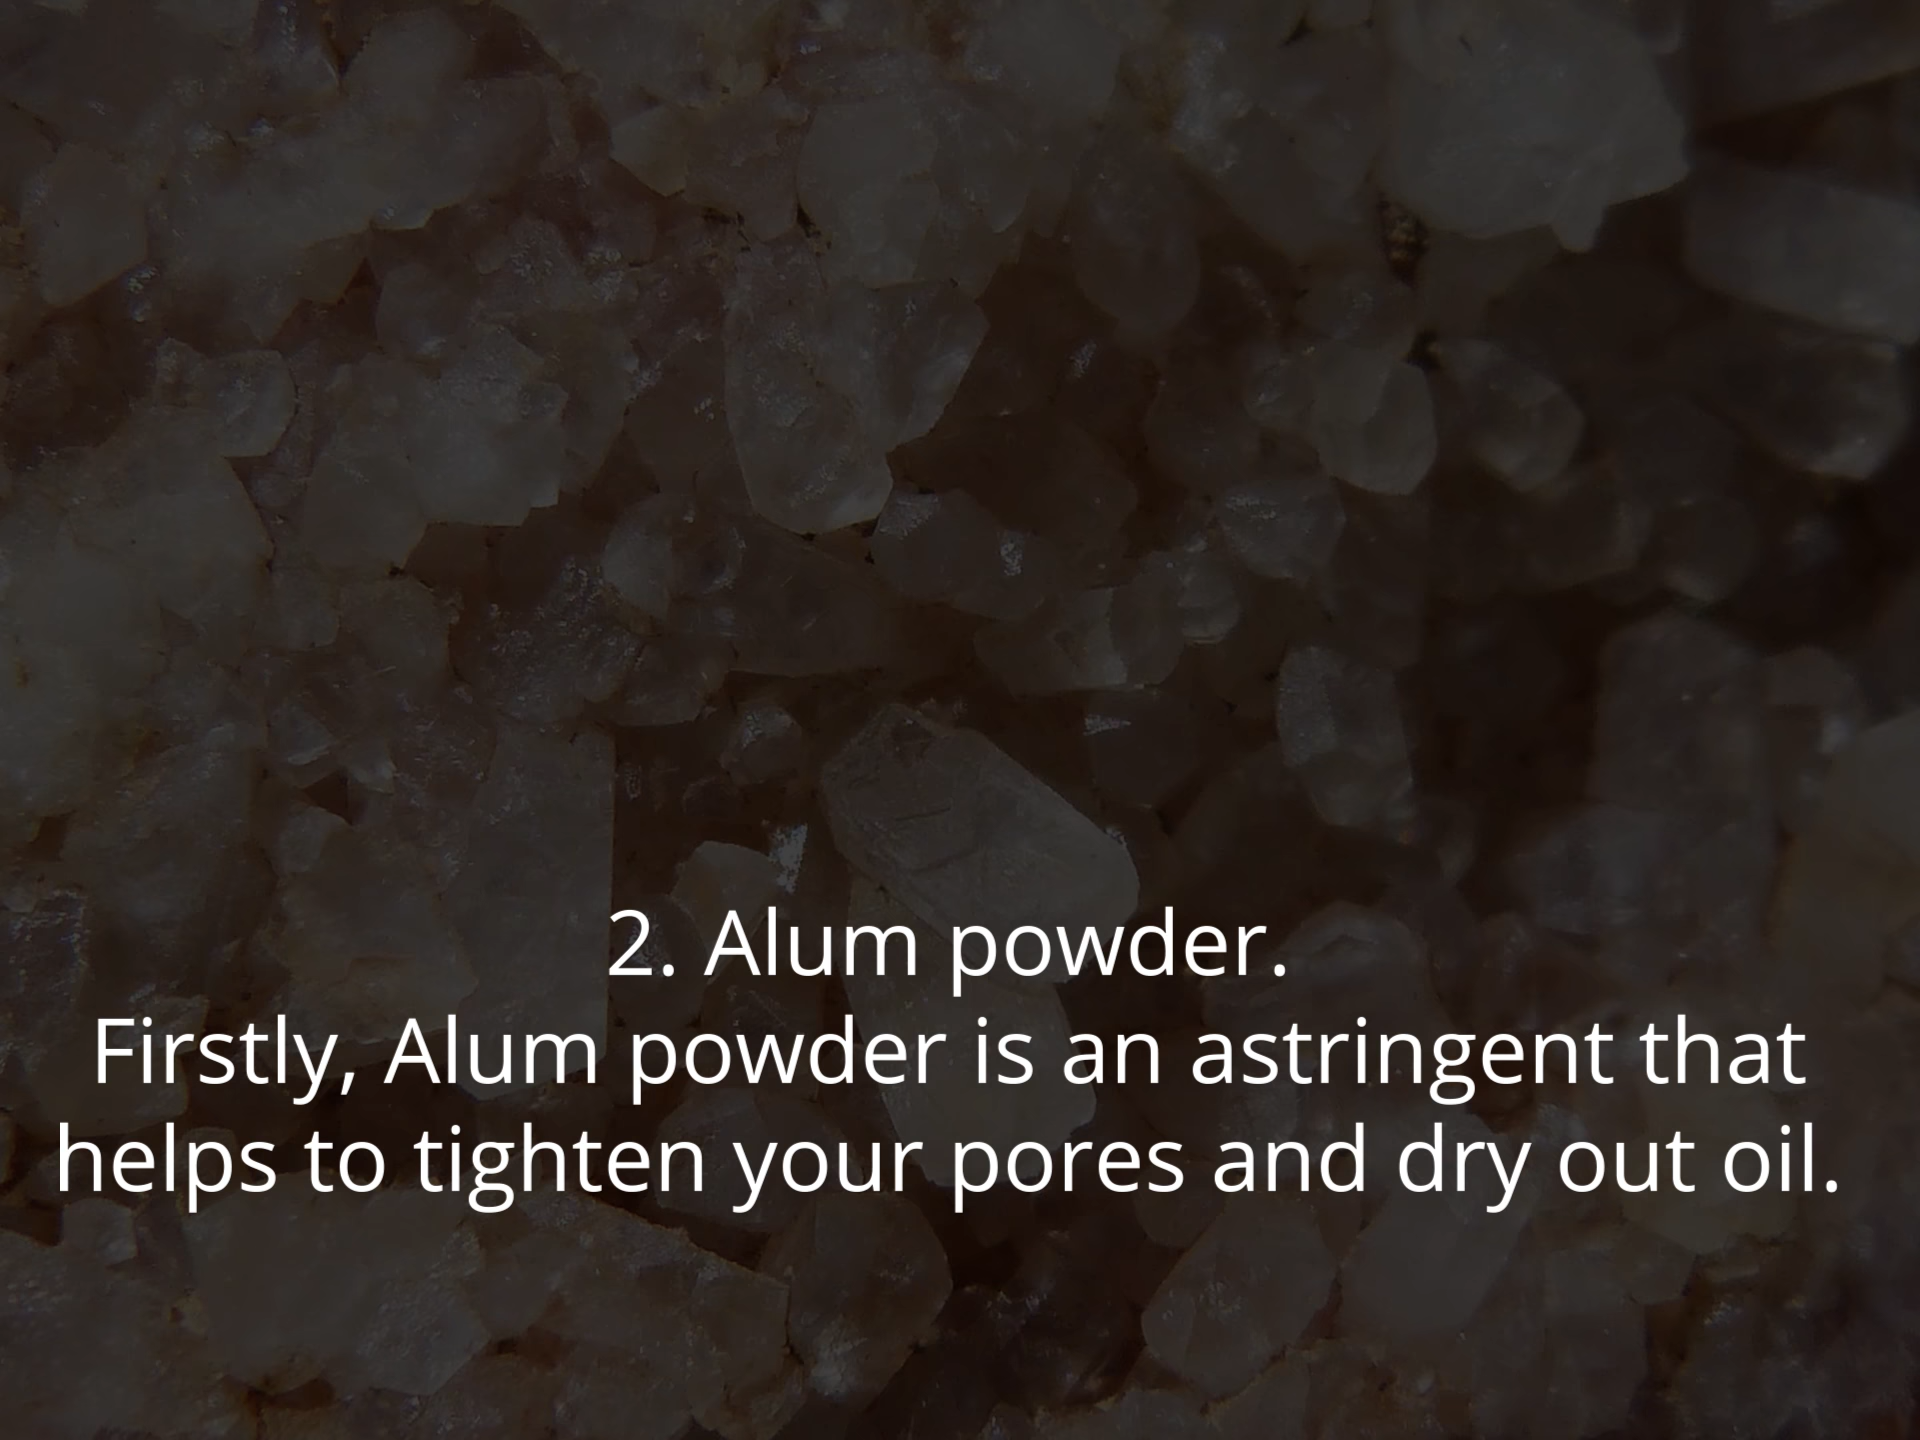 2. Alum powder.
Firstly, Alum powder is an astringent that
helps to tighten your pores and dry out oil.